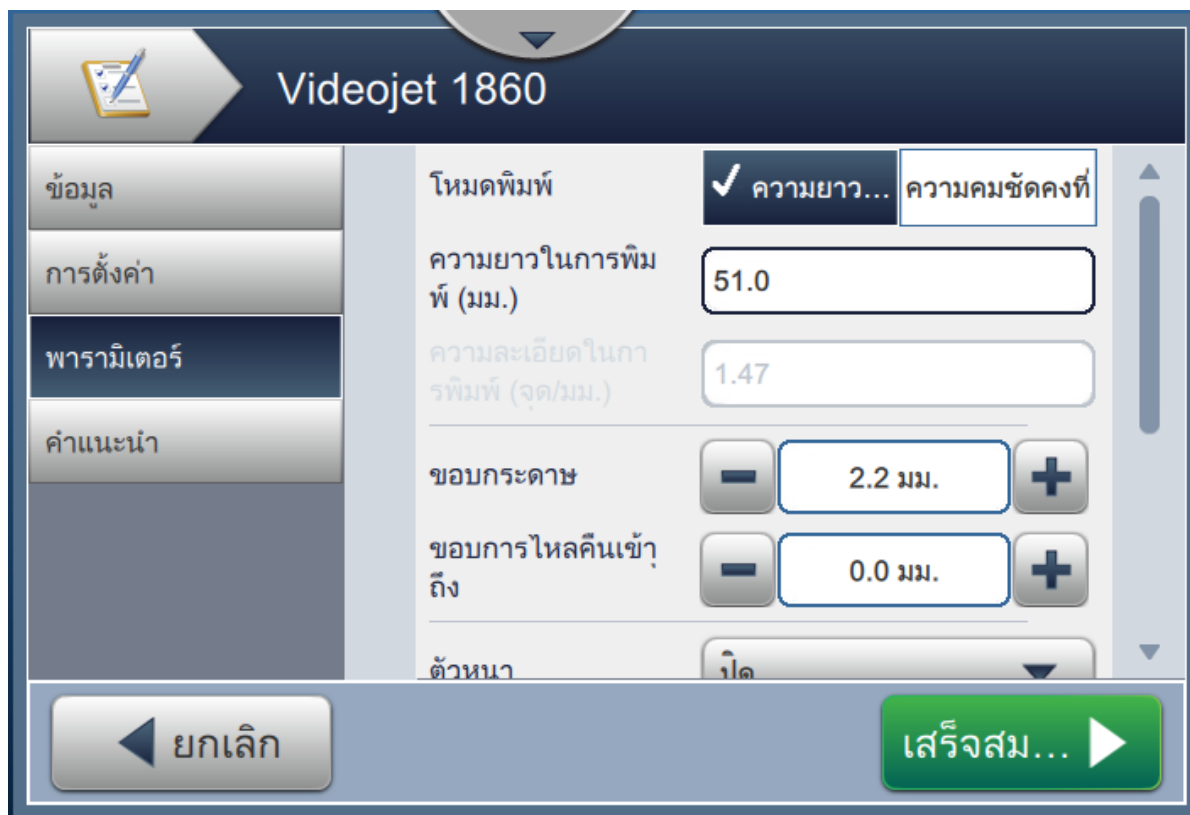 Videojet 1860
ข้อมูล
การตั้งค่า
พารามิเตอร์
คำแนะนำ
โหมดพิมพ์
ความยาว...
ความคมชัดคงที่
ความยาวในการพิม
พ์ (มม.)
51.0
ความละเอียดในกา
รพิมพ์ (จุด/มม.)
1.47
ขอบกระดาษ
2.2 มม.
ขอบการไหลคืนเข้า
ถึง
0.0 มม.
ตัวหนา
ปิด
ยกเลิก
เสร็จสม...